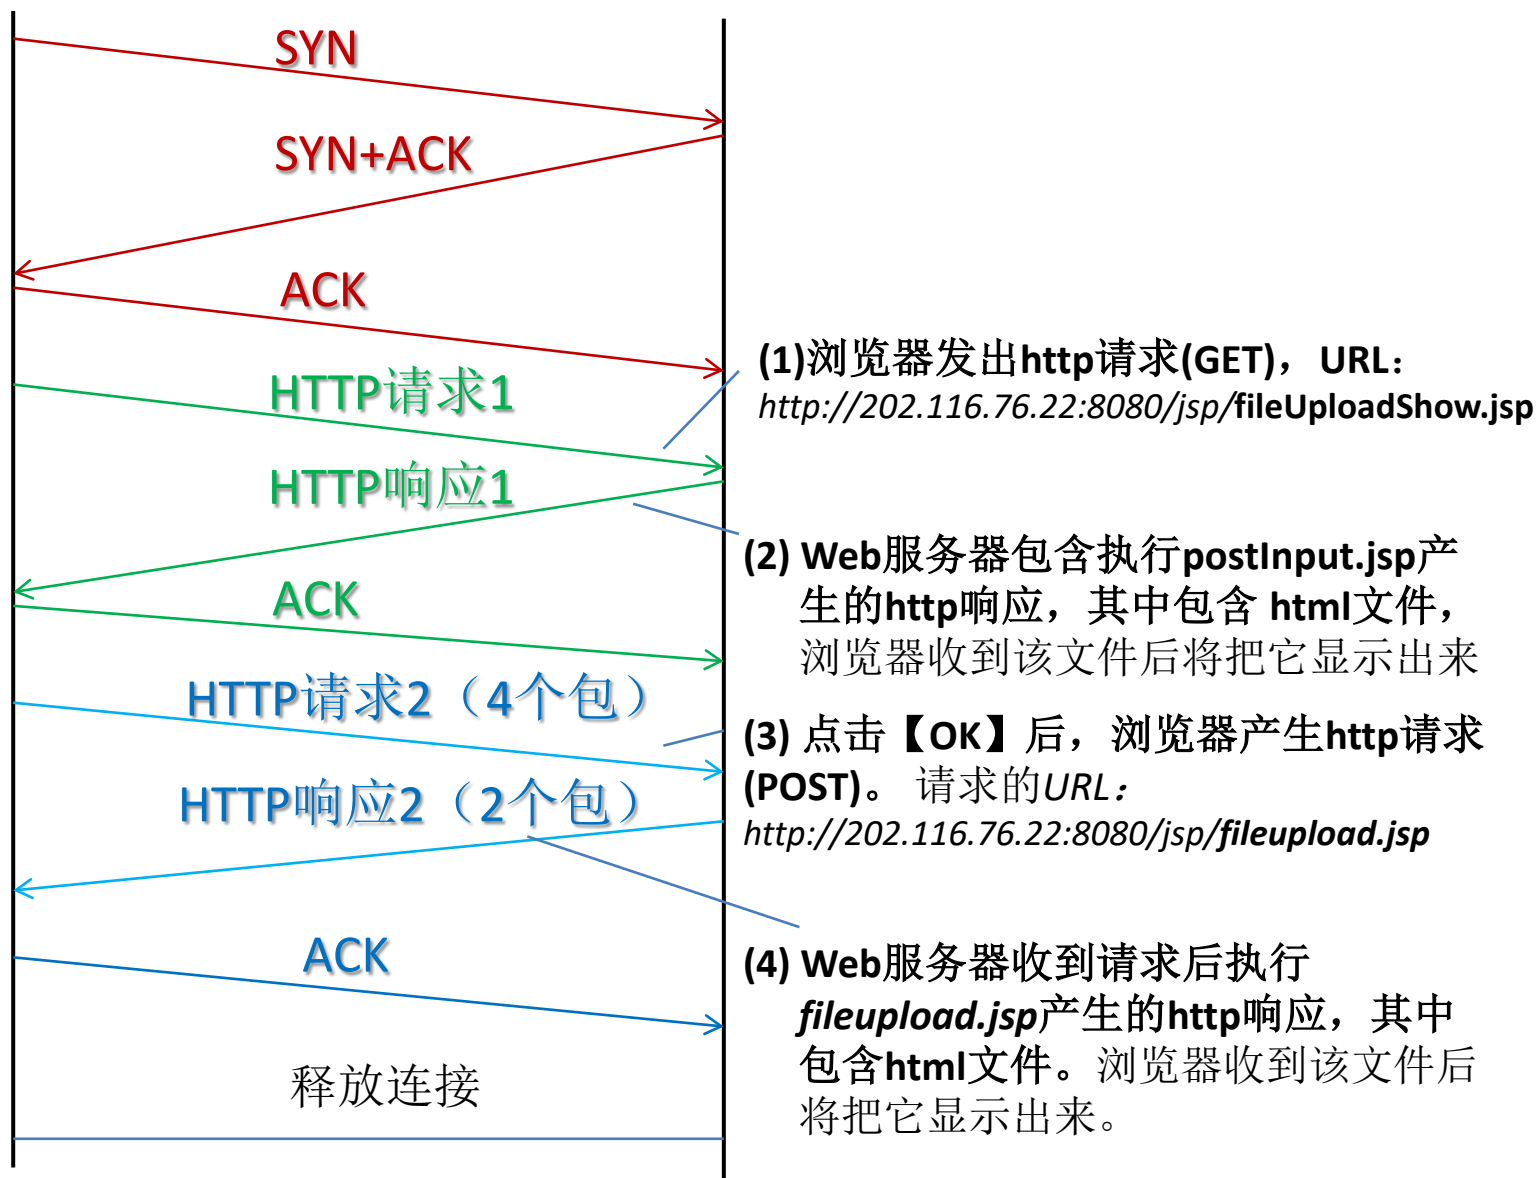 SYN
SYN+ACK
ACK
HTTP请求1
HTTP响应1
ACK
HTTP请求2（4个包）
HTTP响应2（2个包）
ACK
释放连接
(1)浏览器发出http请求(GET)，URL：
http://202.116.76.22:8080/jsp/fileUploadShow.jsp
(2) Web服务器包含执行postInput.jsp产
生的http响应，其中包含 html文件，
浏览器收到该文件后将把它显示出来
(3) 点击【OK】后，浏览器产生http请求
(POST)。 请求的URL：
http://202.116.76.22:8080/jsp/fileupload.jsp
(4) Web服务器收到请求后执行
fileupload.jsp产生的http响应，其中
包含html文件。浏览器收到该文件后
将把它显示出来。